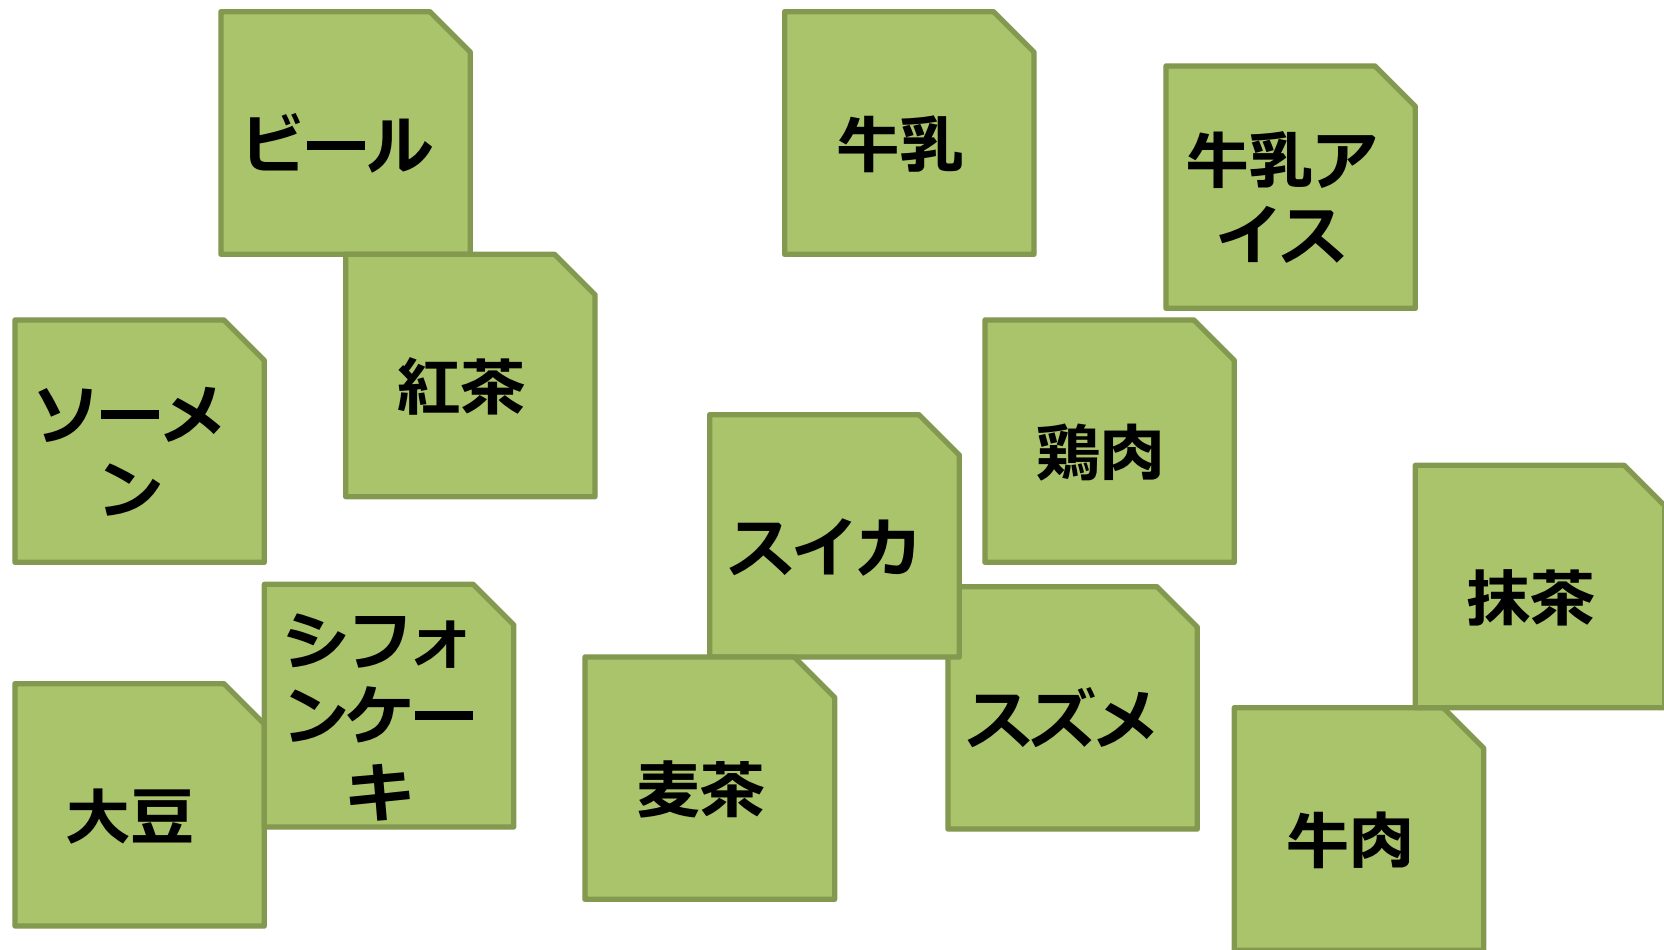 ビール
牛乳
牛乳ア
イス
紅茶
ソーメ
ン
鶏肉
スイカ
抹茶
シフォ
ンケー
キ
スズメ
麦茶
大豆
牛肉